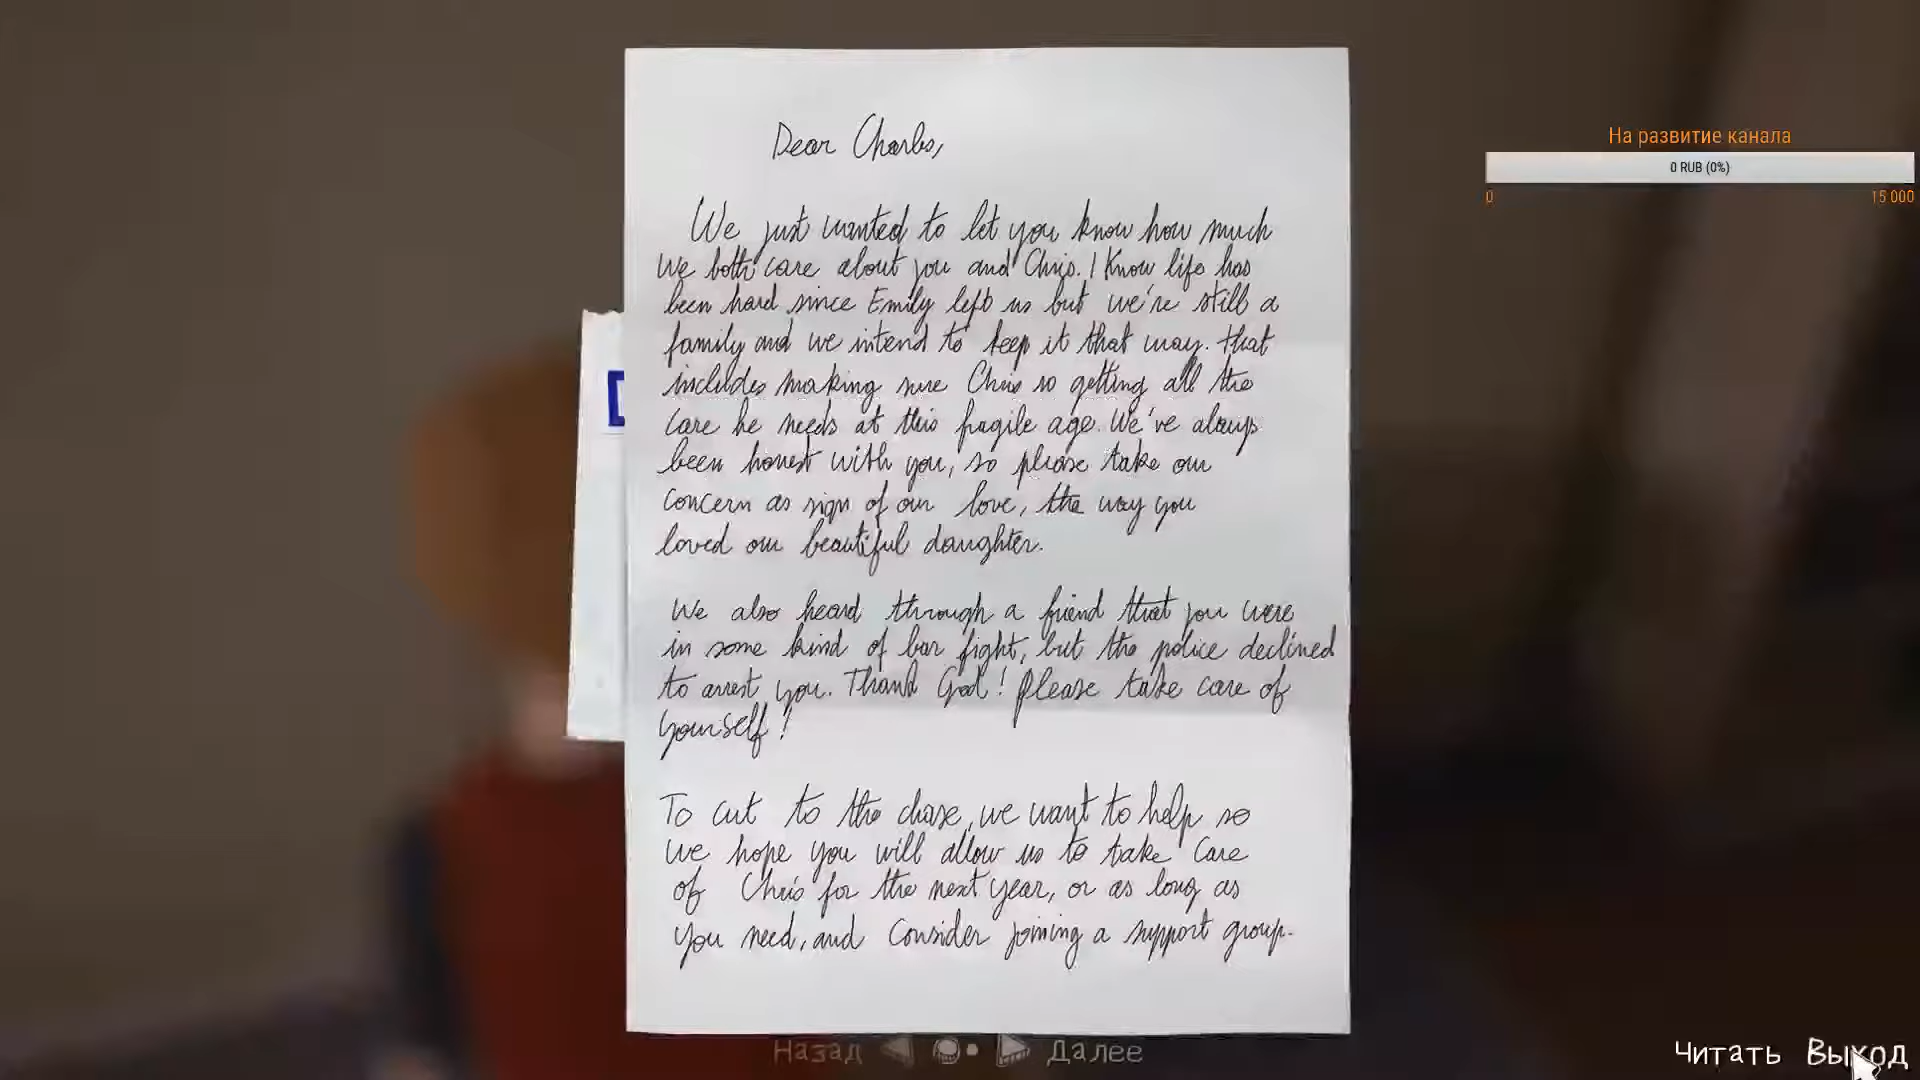 Dear Charles,
We just wanted to let you know how much
we both care about you and Chris. I know life has
been hard since Emily left us but we're still a
family and we intend to keep it that way. That
includes making sure Chris is getting all the
care he needs at this fragile age. We've always
been honest with you, so please take our
concern as sign of our love, the way you
loved our beautiful daughter.
We also heard through a friend that you were
in some kind of bar fight, but the police declined
to arrest you. Thank God! Please take care of
yourself!
To cut to the chase, we want to help so
we hope you will allow us to take care
of Chris for the next year, or as long as
you need, and consider joining a support group.
На развитие канала
0 RUB (0%)
0 15 000
Назад Далее
Читать Выход